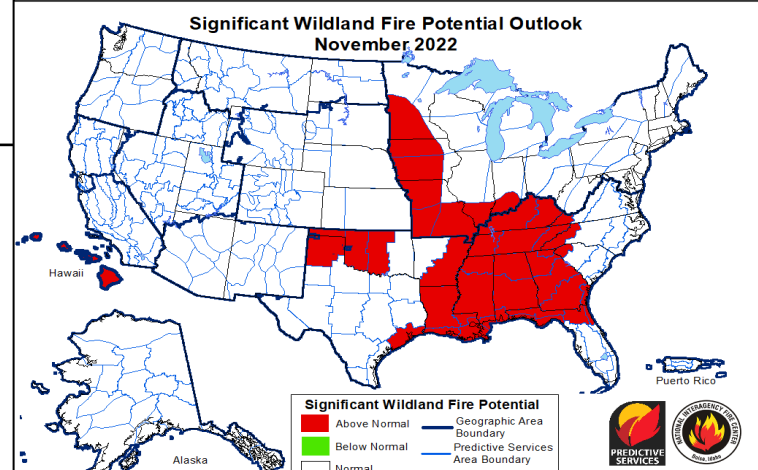 Significant Wildland Fire Potential Outlook
November 2022
Hawaii
Alaska
Puerto Rico
Significant Wildland Fire Potential
Above Normal
Below Normal
Normal
Geographic Area
Boundary
Predictive Services
Area Boundary
PREDICTIVE
SERVICES
NATIONAL INTERAGENCY FIRE CENTER
Boise, Idaho